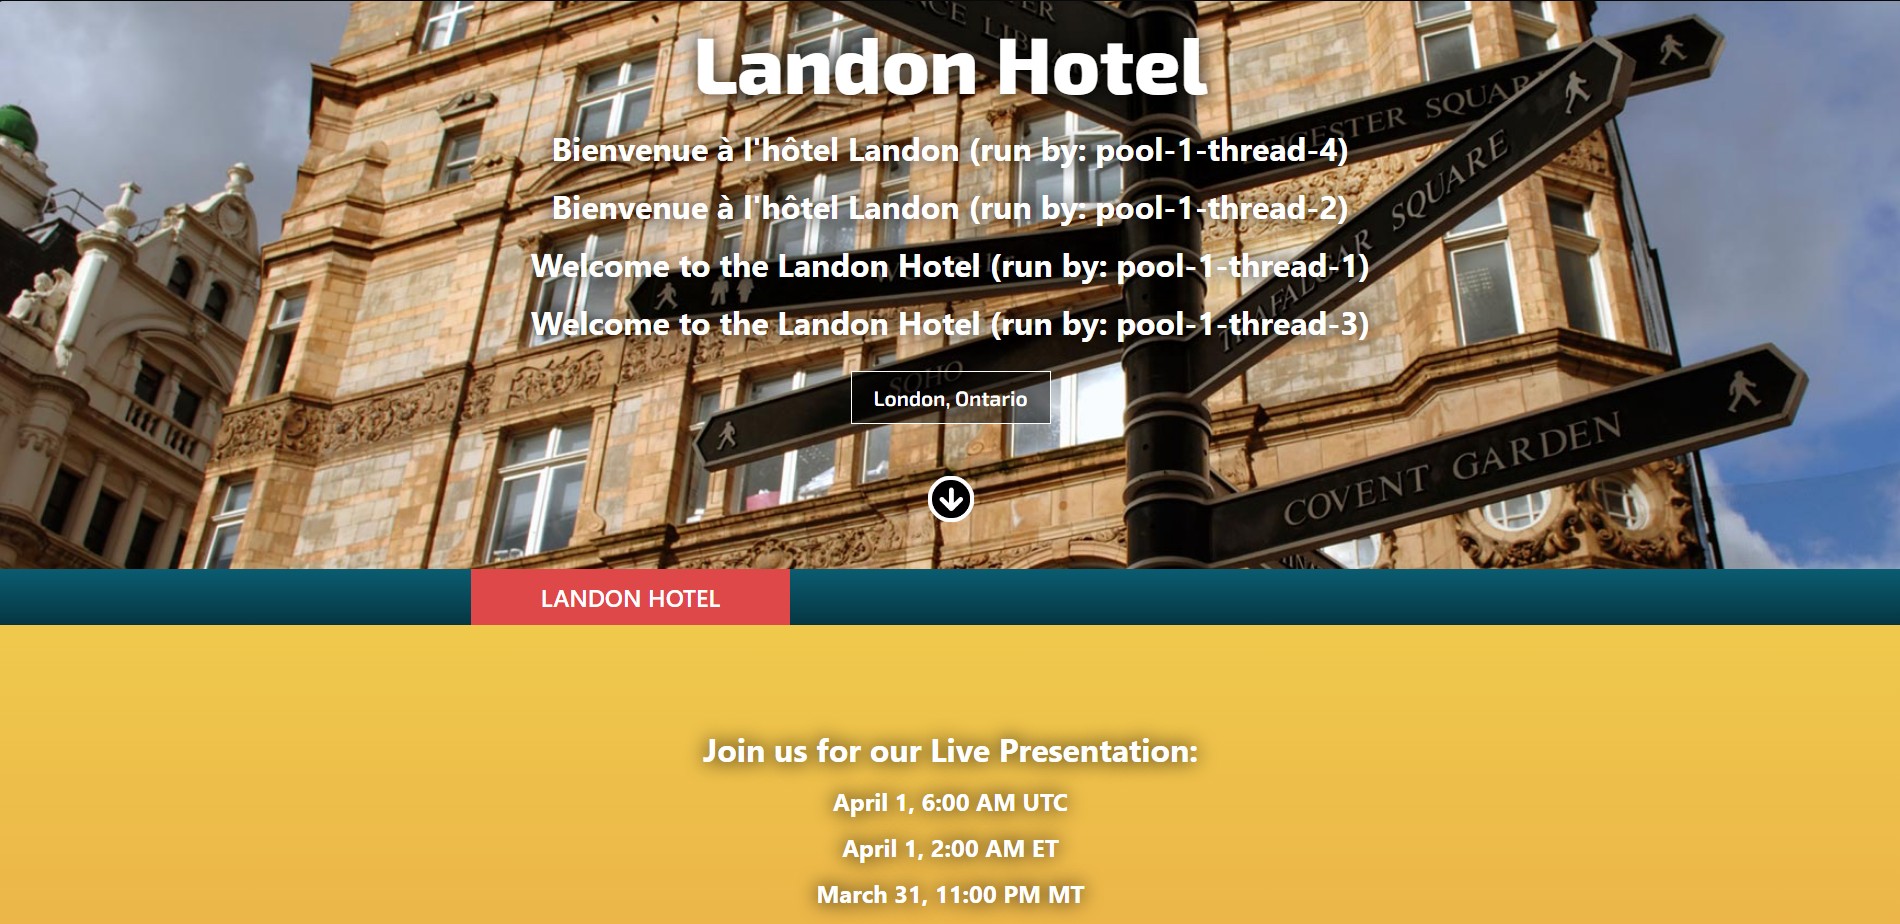 Landon Hotel
Bienvenue à l'hôtel Landon (run by: pool-1-thread-4)
Bienvenue à l'hôtel Landon (run by: pool-1-thread-2)
Welcome to the Landon Hotel (run by: pool-1-thread-1)
Welcome to the Landon Hotel (run by: pool-1-thread-3)
SQUARE
TRAFALGAR SQUARE
SOHO
London, Ontario
COVENT GARDEN
LANDON HOTEL
Join us for our Live Presentation:
April 1, 6:00 AM UTC
April 1, 2:00 AM ET
March 31, 11:00 PM MT